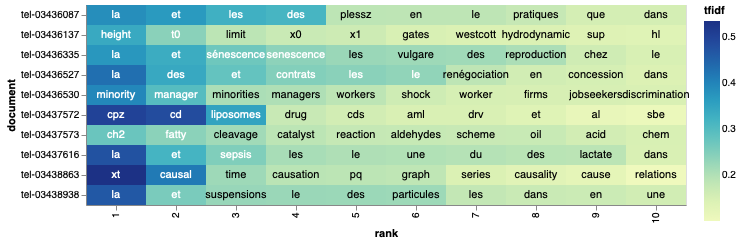 tfidf
tel-03436087 la et les des plessz en le pratiques que dans
tel-03436137 height t0 limit x0 x1 gates westcott hydrodynamic sup hl
tel-03436335 la et sénescence senescence les vulgare des reproduction chez le
tel-03436527 la des et contrats les le renégociation en concession dans
tel-03436530 minority manager minorities managers workers shock worker firms jobseekers discrimination
tel-03437572 cpz cd liposomes drug cds aml drv et al sbe
tel-03437573 ch2 fatty cleavage catalyst reaction aldehydes scheme oil acid chem
tel-03437616 la et sepsis les le une du des lactate dans
tel-03438863 xt causal time causation pq graph series causality cause relations
tel-03438938 la et suspensions le des particules les dans en une
document
1 2 3 4 5 6 7 8 9 10
rank
0.5
0.4
0.3
0.2